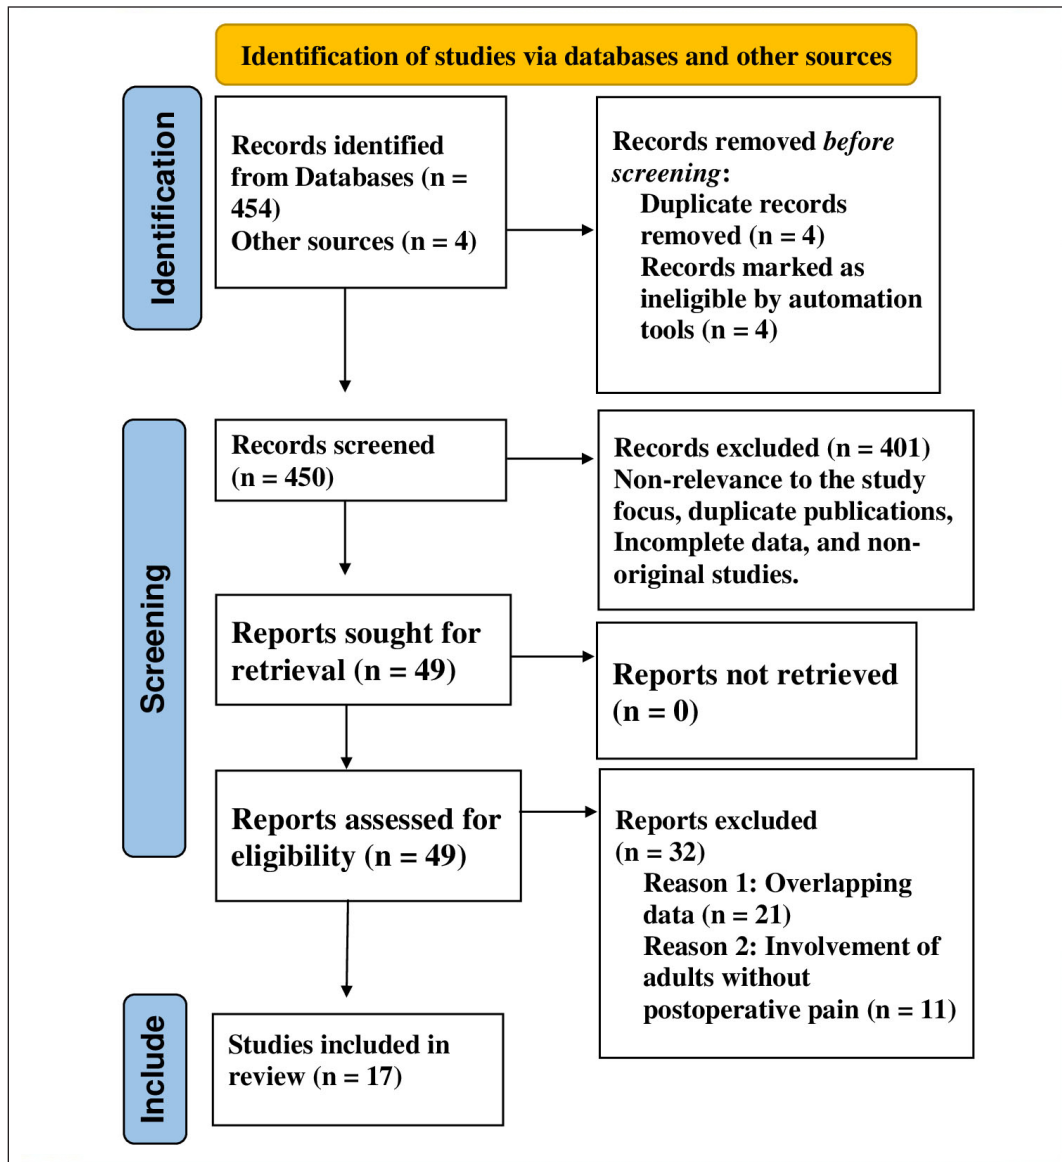 Identification of studies via databases and other sources
Identification
Records identified
from Databases (n =
454)
Other sources (n = 4)
Records removed before
screening:
Duplicate records
removed (n = 4)
Records marked as
ineligible by automation
tools (n = 4)
Screening
Records screened
(n = 450)
Records excluded (n = 401)
Non-relevance to the study
focus, duplicate publications,
Incomplete data, and non-
original studies.
Reports sought for
retrieval (n = 49)
Reports not retrieved
(n = 0)
Reports assessed for
eligibility (n = 49)
Reports excluded
(n = 32)
Reason 1: Overlapping
data (n = 21)
Reason 2: Involvement of
adults without
postoperative pain (n = 11)
Include
Studies included in
review (n = 17)